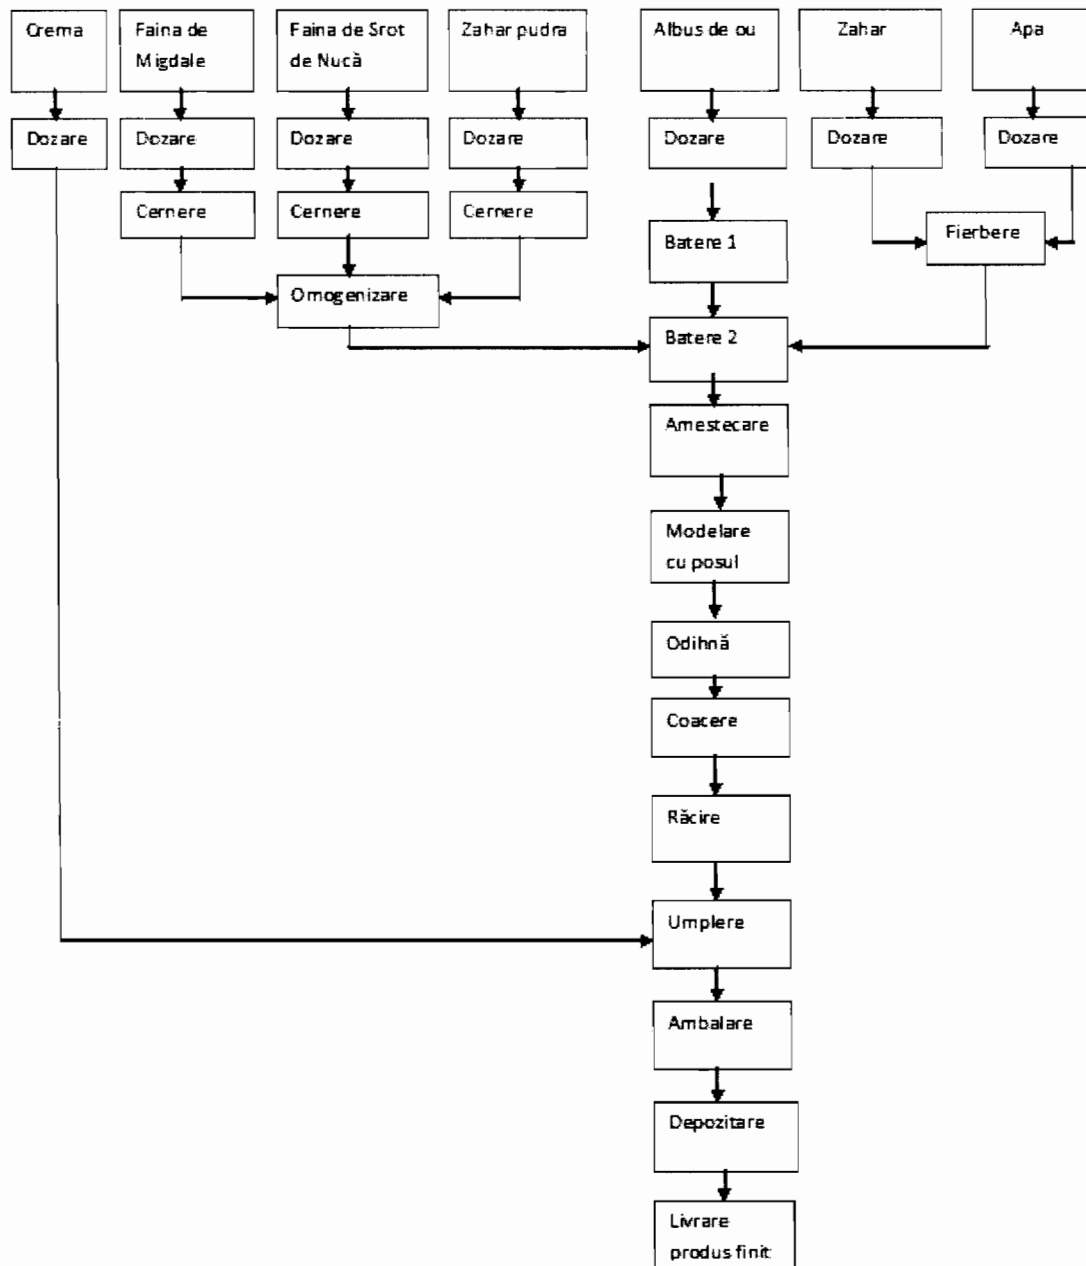 Crema
Faina de
Migdale
Faina de Srot
de Nucă
Zahar pudra
Albus de ou
Zahar
Apa
Dozare
Dozare
Dozare
Dozare
Dozare
Dozare
Dozare
Cernere
Cernere
Cernere
Batere 1
Fierbere
Omogenizare
Batere 2
Amestecare
Modelare
cu posul
Odihnă
Coacere
Răcire
Umplere
Ambalare
Depozitare
Livrare
produs finit